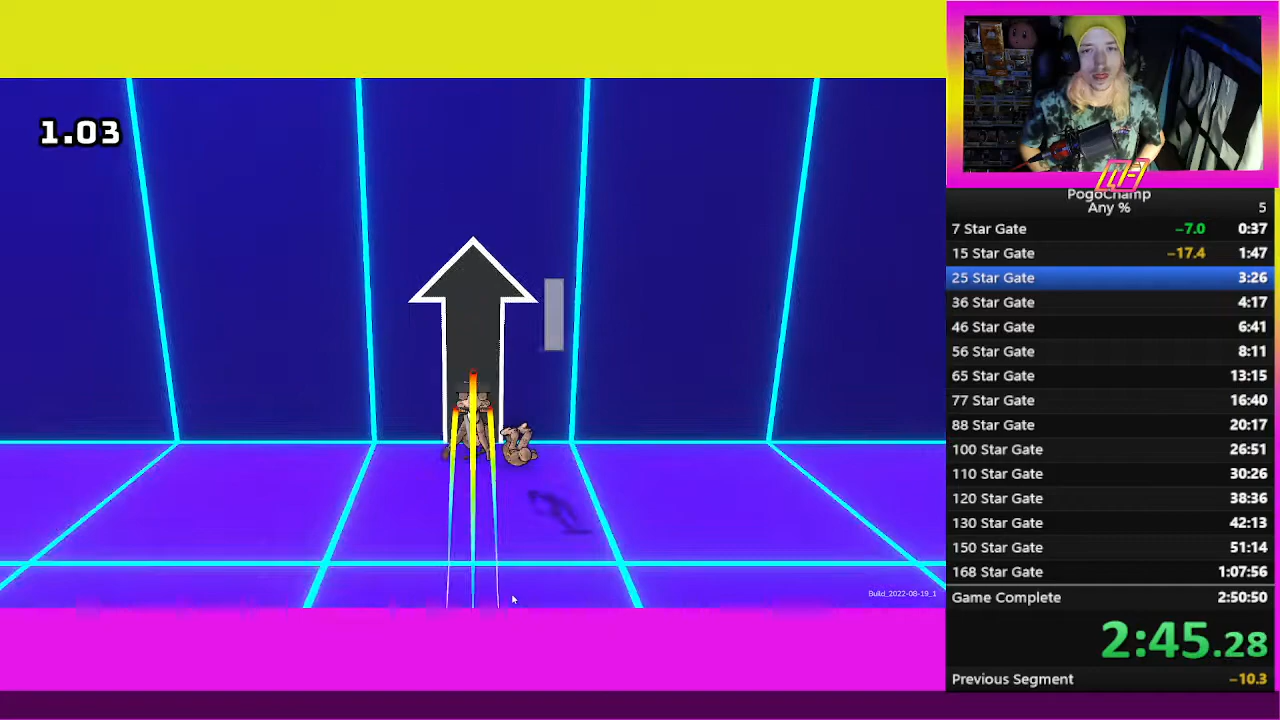 1.03
PogoChamp
Any % 5
7 Star Gate −7.0 0:37
15 Star Gate −17.4 1:47
25 Star Gate 3:26
36 Star Gate 4:17
46 Star Gate 6:41
56 Star Gate 8:11
65 Star Gate 13:15
77 Star Gate 16:40
88 Star Gate 20:17
100 Star Gate 26:51
110 Star Gate 30:26
120 Star Gate 38:36
130 Star Gate 42:13
150 Star Gate 51:14
168 Star Gate 1:07:56
Game Complete 2:50:50
2:45.28
Previous Segment −10.3
Build_2022-08-19_1